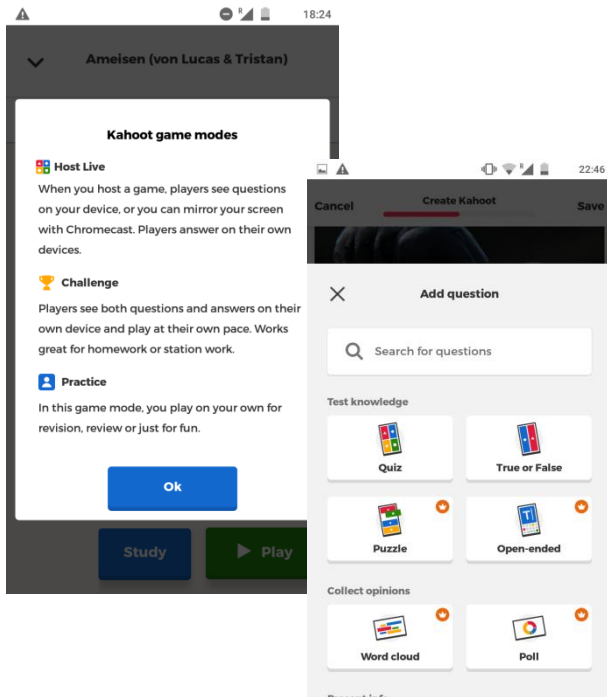 18:24
Ameisen (von Lucas & Tristan)
Kahoot game modes
Host Live
When you host a game, players see questions
on your device, or you can mirror your screen
with Chromecast. Players answer on their own
devices.
Challenge
Players see both questions and answers on their
own device and play at their own pace. Works
great for homework or station work.
Practice
In this game mode, you play on your own for
revision, review or just for fun.
Ok
Study
Play
22:46
Cancel
Create Kahoot
Save
Add question
Search for questions
Test knowledge
Quiz
True or False
Puzzle
Open-ended
Collect opinions
Word cloud
Poll